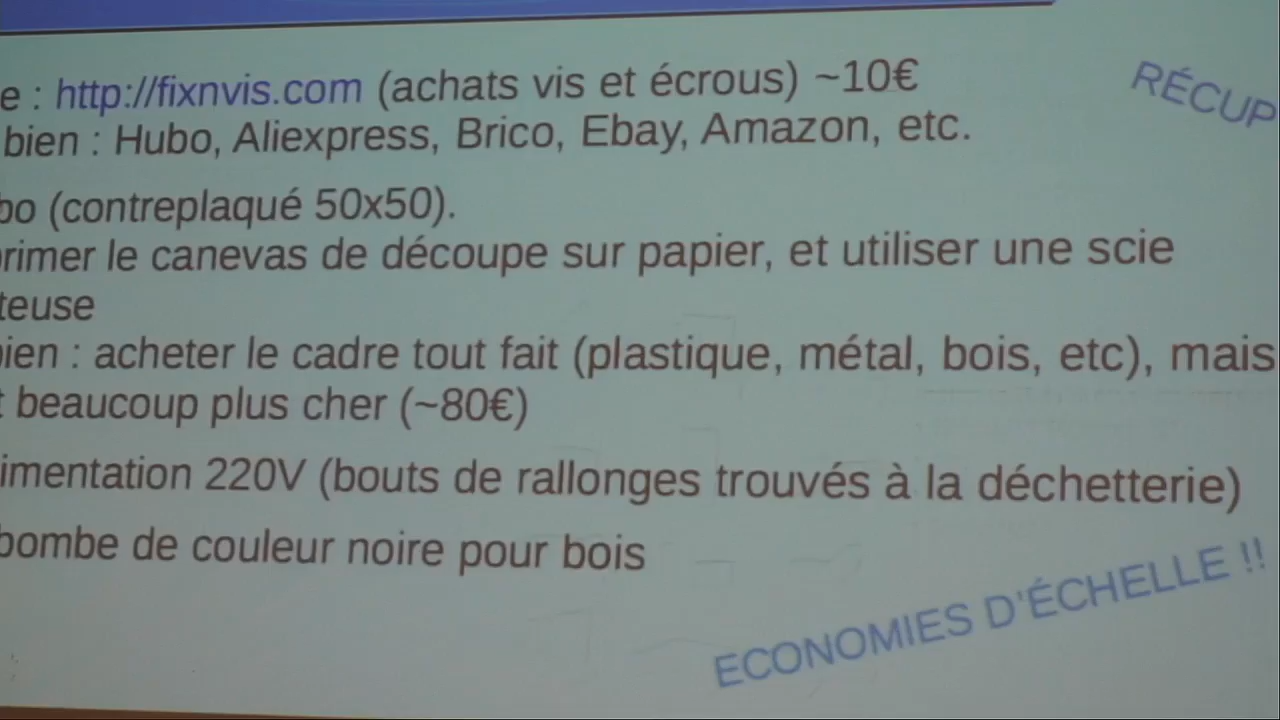 e : http://fixnvis.com (achats vis et écrous) ~10€
RÉCUP
bien : Hubo, Aliexpress, Brico, Ebay, Amazon, etc.
bo (contreplaqué 50x50).
rimer le canevas de découpe sur papier, et utiliser une scie
teuse
bien : acheter le cadre tout fait (plastique, métal, bois, etc), mais
t beaucoup plus cher (~80€)
imentation 220V (bouts de rallonges trouvés à la déchetterie)
bombe de couleur noire pour bois
ECONOMIES D'ÉCHELLE !!